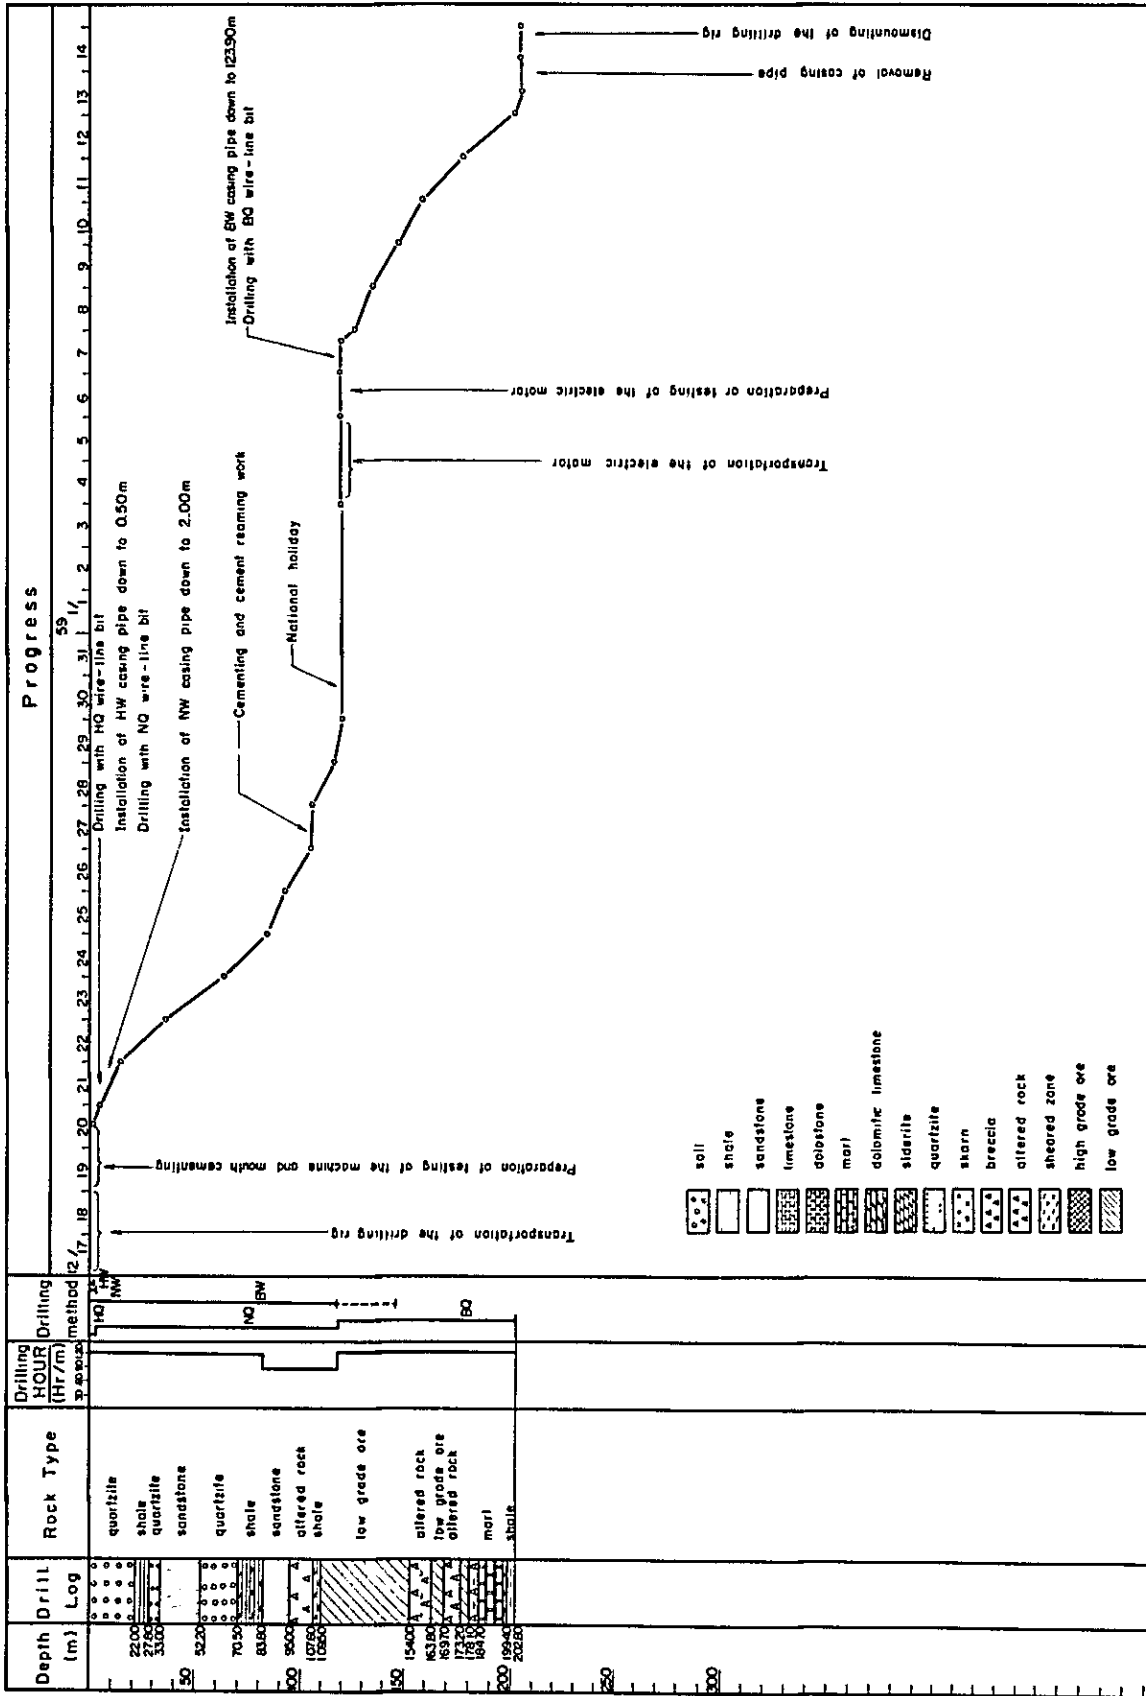 Progress
59
12/ 17 18 19 20 21 22 23 24 25 26 27 28 29 30 31 1/1 2 3 4 5 6 7 8 9 10 11 12 13 14
Drilling with HQ wire-line bit
Installation of HW casing pipe down to 0.50m
Drilling with NQ wire-line bit
Installation of NW casing pipe down to 2.00m
Cementing and cement reaming work
National holiday
Installation of BW casing pipe down to 123.90m
Drilling with BQ wire-line bit
Transportation of the drilling rig
Preparation of testing of the machine and mouth cementing
Transportation of the electric motor
Preparation or testing of the electric motor
Removal of casing pipe
Dismounting of the drilling rig
Drilling
method
HW
NW
HQ
NQ
BW
BQ
Drilling
HOUR
(Hr/m)
Rock Type
quartzite
shale
quartzite
sandstone
quartzite
shale
sandstone
altered rock
shale
low grade ore
altered rock
low grade ore
altered rock
marl
shale
Drill
Log
Depth
(m)
22.00
27.80
33.00
52.20
70.50
83.80
95.00
107.60
109.50
154.00
163.80
169.70
173.20
178.10
184.70
199.40
202.80
50
100
150
200
250
300
soil
shale
sandstone
limestone
dolostone
marl
dolomitic limestone
siderite
quartzite
skarn
breccia
altered rock
sheared zone
high grade ore
low grade ore